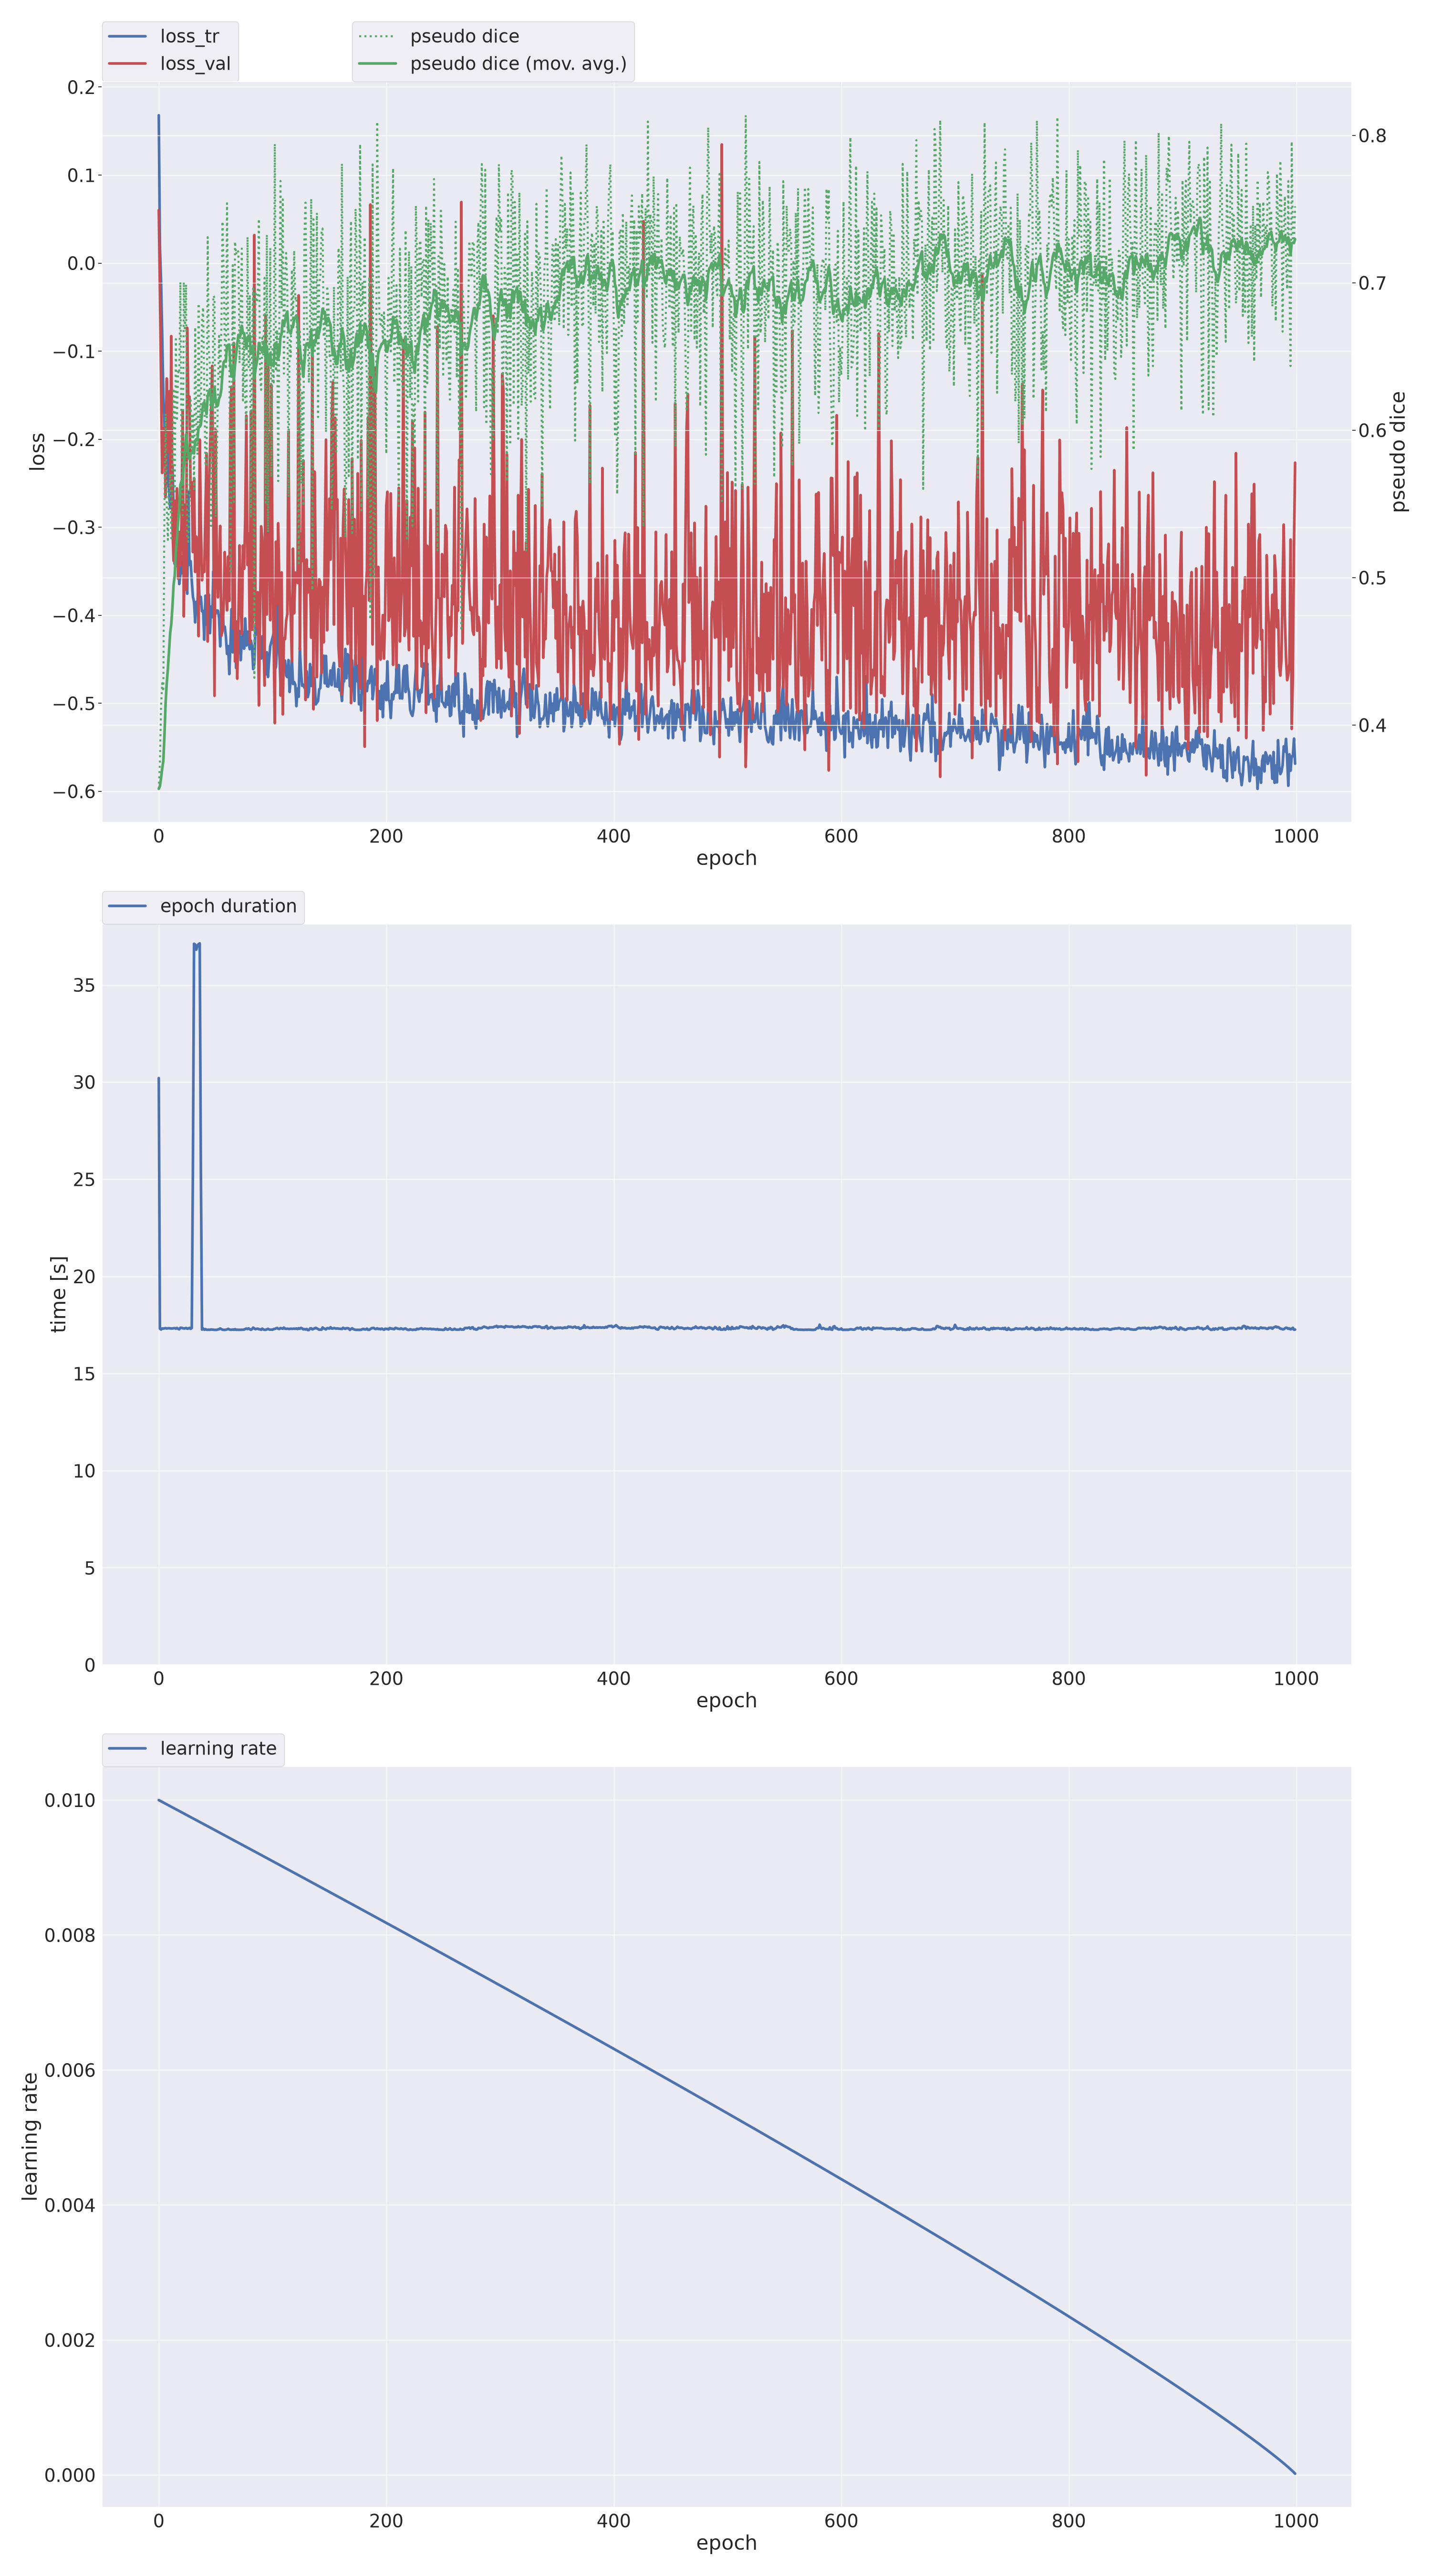 loss_tr
loss_val
pseudo dice
pseudo dice (mov. avg.)
0.2
0.1
0.0
−0.1
−0.2
−0.3
−0.4
−0.5
−0.6
loss
0.8
0.7
0.6
0.5
0.4
pseudo dice
0 200 400 600 800 1000
epoch
epoch duration
35
30
25
20
15
10
5
0
time [s]
0 200 400 600 800 1000
epoch
learning rate
0.010
0.008
0.006
0.004
0.002
0.000
learning rate
0 200 400 600 800 1000
epoch